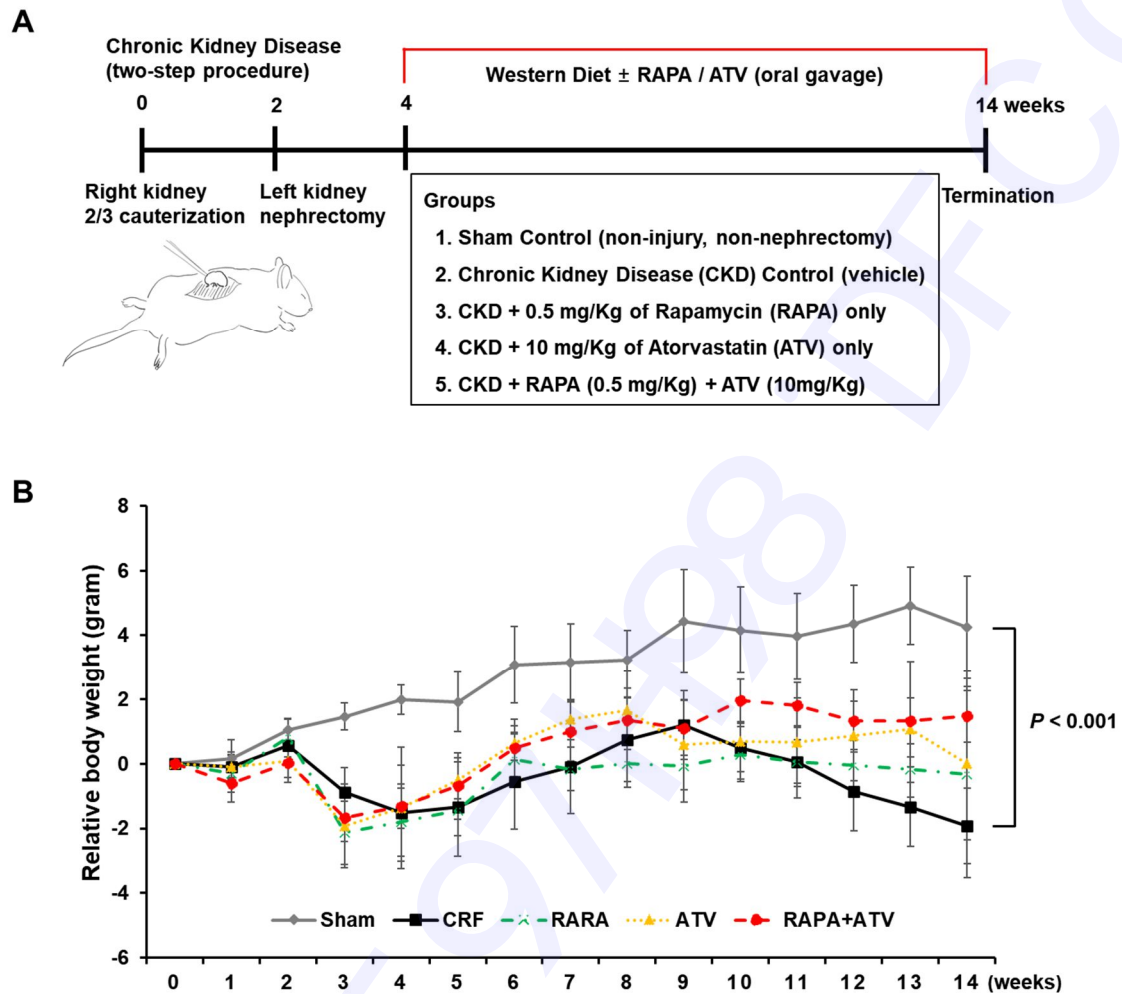 A
Chronic Kidney Disease
(two-step procedure)
Western Diet ± RAPA / ATV (oral gavage)
0 2 4 14 weeks
Right kidney
2/3 cauterization
Left kidney
nephrectomy
Termination
Groups
1. Sham Control (non-injury, non-nephrectomy)
2. Chronic Kidney Disease (CKD) Control (vehicle)
3. CKD + 0.5 mg/Kg of Rapamycin (RAPA) only
4. CKD + 10 mg/Kg of Atorvastatin (ATV) only
5. CKD + RAPA (0.5 mg/Kg) + ATV (10mg/Kg)
B
Relative body weight (gram)
8
6
4
2
0
-2
-4
-6
P < 0.001
Sham CRF RARA ATV RAPA+ATV
0 1 2 3 4 5 6 7 8 9 10 11 12 13 14 (weeks)